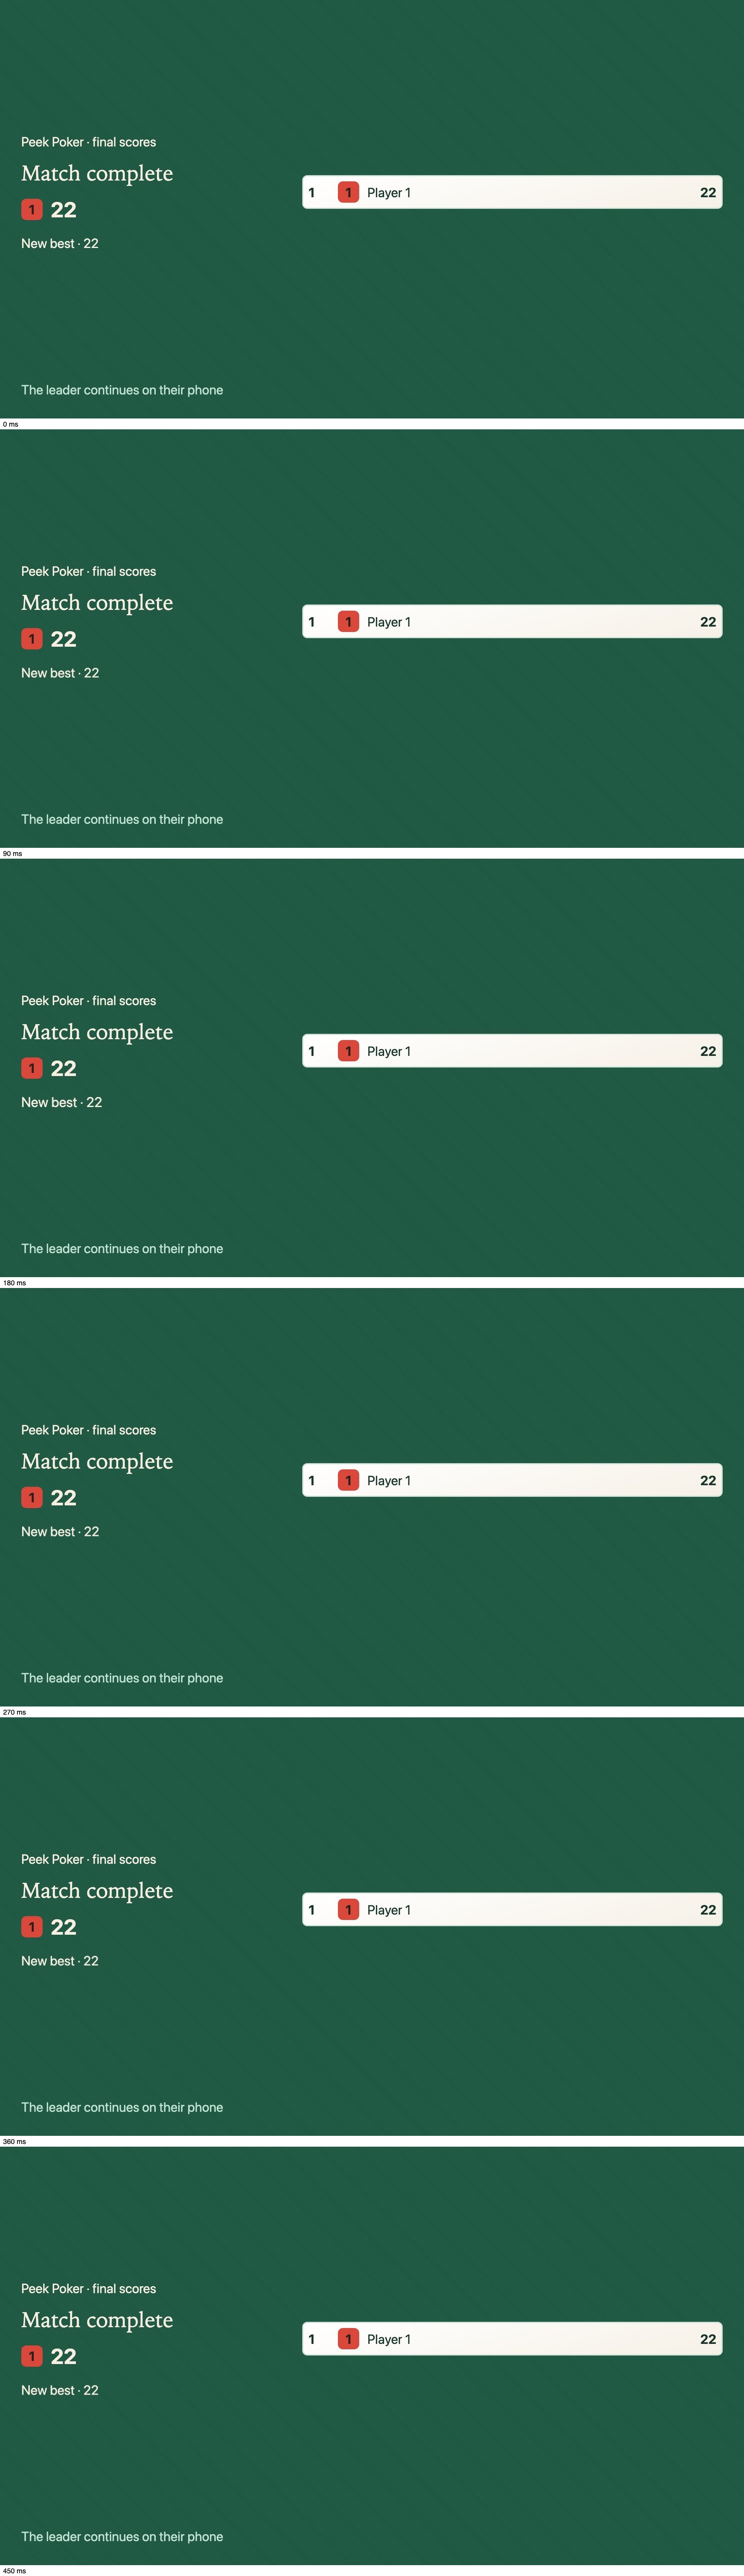 Peek Poker · final scores
Match complete
1 22
New best · 22
1 1 Player 1 22
The leader continues on their phone
0 ms
Peek Poker · final scores
Match complete
1 22
New best · 22
1 1 Player 1 22
The leader continues on their phone
90 ms
Peek Poker · final scores
Match complete
1 22
New best · 22
1 1 Player 1 22
The leader continues on their phone
180 ms
Peek Poker · final scores
Match complete
1 22
New best · 22
1 1 Player 1 22
The leader continues on their phone
270 ms
Peek Poker · final scores
Match complete
1 22
New best · 22
1 1 Player 1 22
The leader continues on their phone
360 ms
Peek Poker · final scores
Match complete
1 22
New best · 22
1 1 Player 1 22
The leader continues on their phone
450 ms